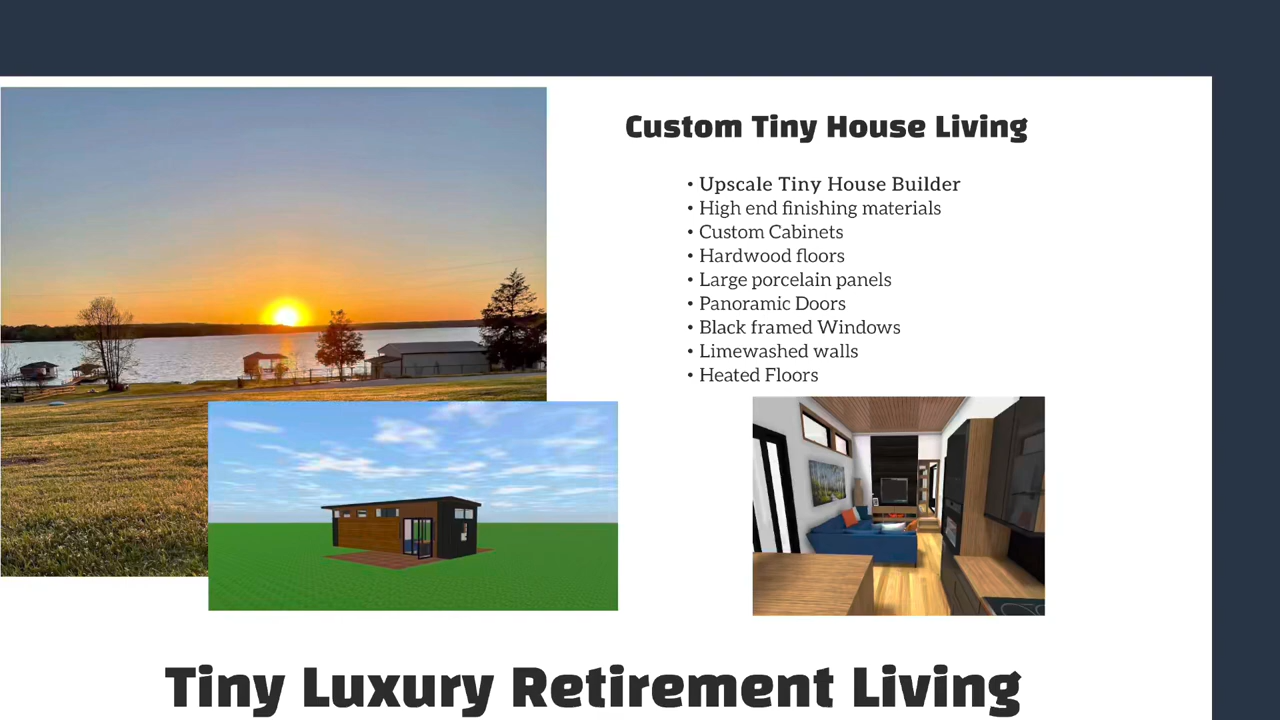 Custom Tiny House Living
• Upscale Tiny House Builder
• High end finishing materials
• Custom Cabinets
• Hardwood floors
• Large porcelain panels
• Panoramic Doors
• Black framed Windows
• Limewashed walls
• Heated Floors
Tiny Luxury Retirement Living